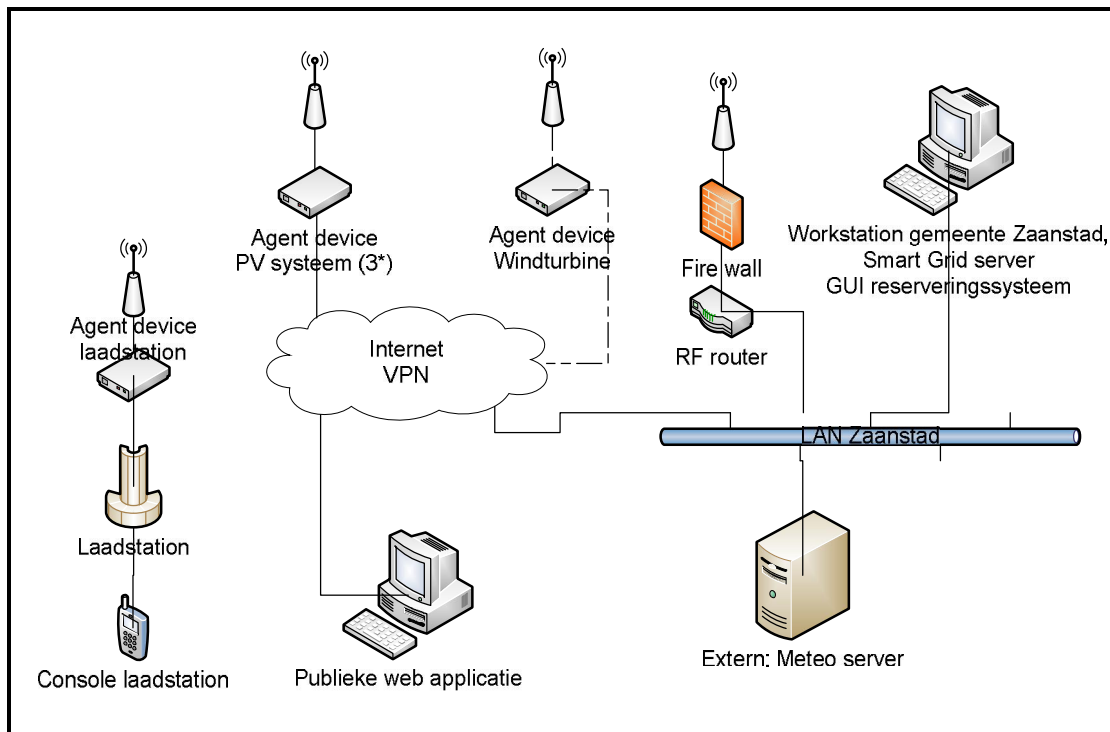 Agent device
PV systeem (3*)
Agent device
Windturbine
Fire wall
RF router
Workstation gemeente Zaanstad,
Smart Grid server
GUI reserveringssysteem
Agent device
laadstation
Internet
VPN
LAN Zaanstad
Laadstation
Console laadstation
Publieke web applicatie
Extern: Meteo server